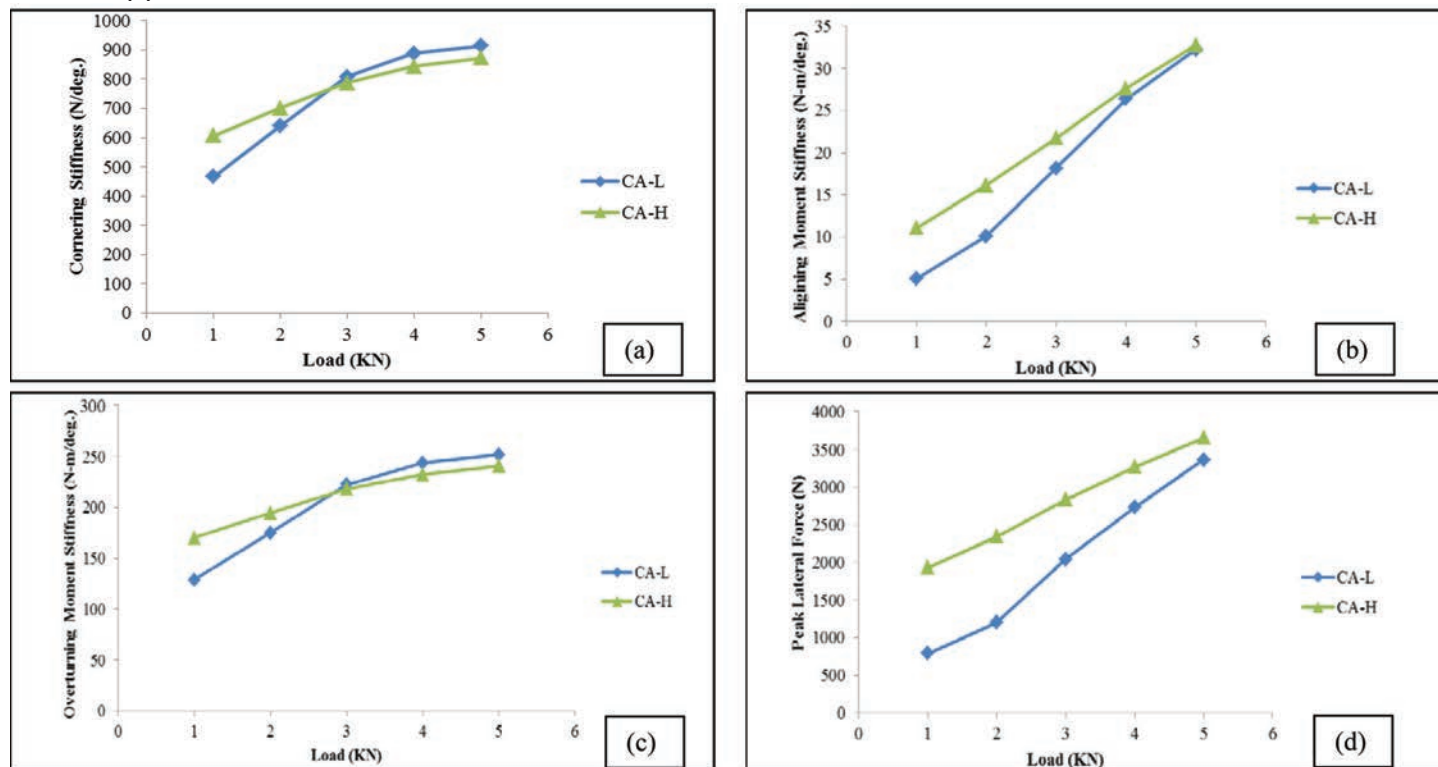 1000
900
800
700
600
500
400
300
200
100
0
0 1 2 3 4 5 6
Cornering Stiffness (N/deg.)
Load (KN)
CA-L
CA-H
(a)
35
30
25
20
15
10
5
0
0 1 2 3 4 5 6
Aligining Moment Stiffness (N-m/deg.)
Load (KN)
CA-L
CA-H
(b)
300
250
200
150
100
50
0
0 1 2 3 4 5 6
Overturning Moment Stiffness (N-m/deg.)
Load (KN)
CA-L
CA-H
(c)
4000
3500
3000
2500
2000
1500
1000
500
0
0 1 2 3 4 5 6
Peak Lateral Force (N)
Load (KN)
CA-L
CA-H
(d)